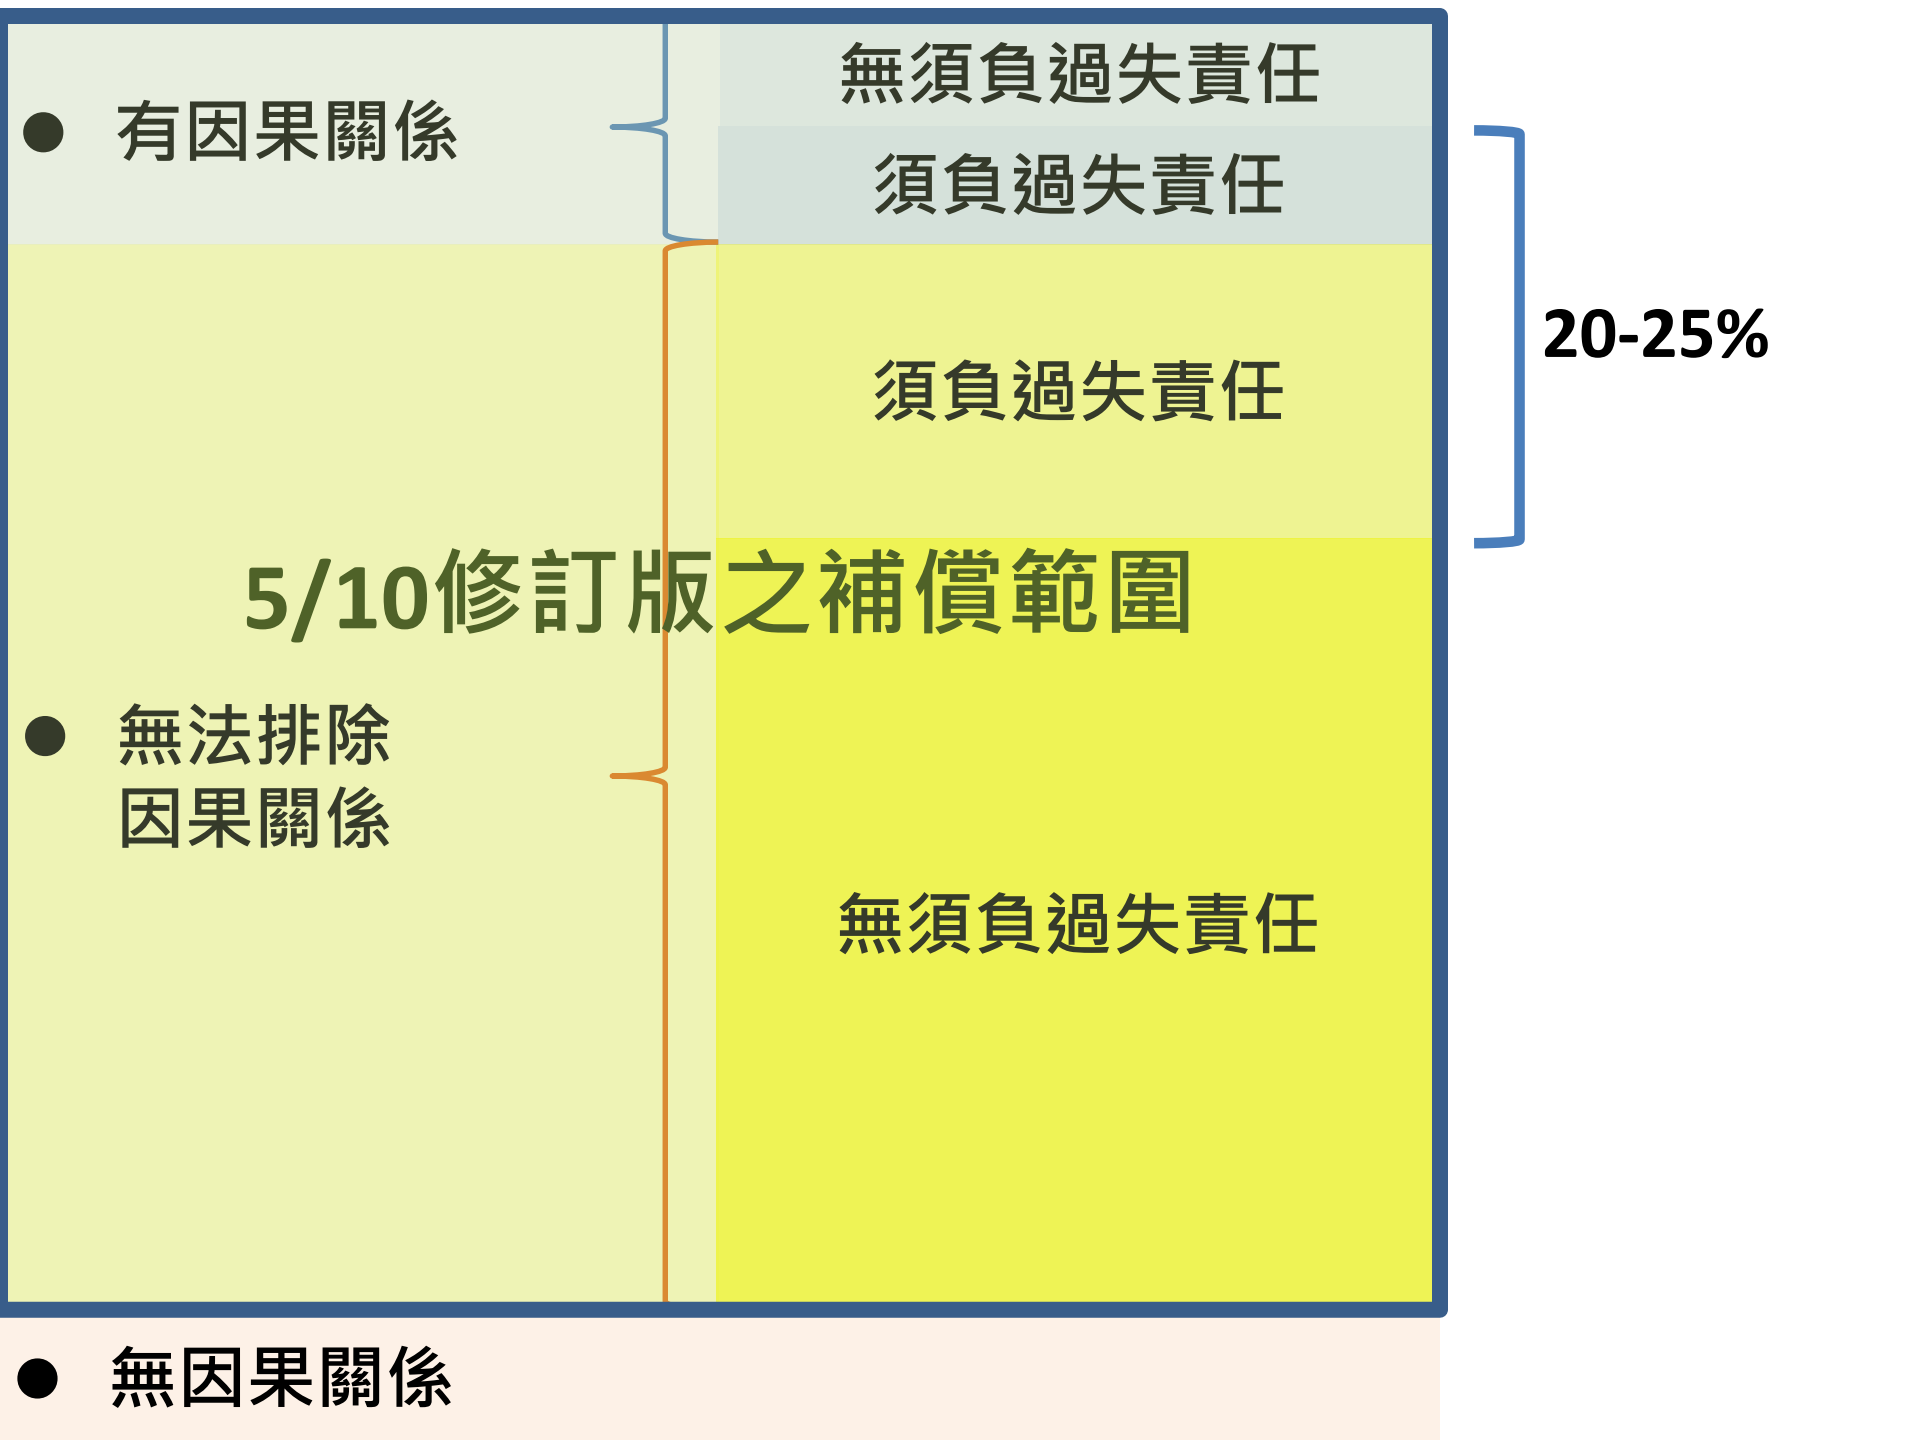 ● 有因果關係
無須負過失責任
須負過失責任
20-25%
須負過失責任
5/10修訂版之補償範圍
● 無法排除
因果關係
無須負過失責任
● 無因果關係